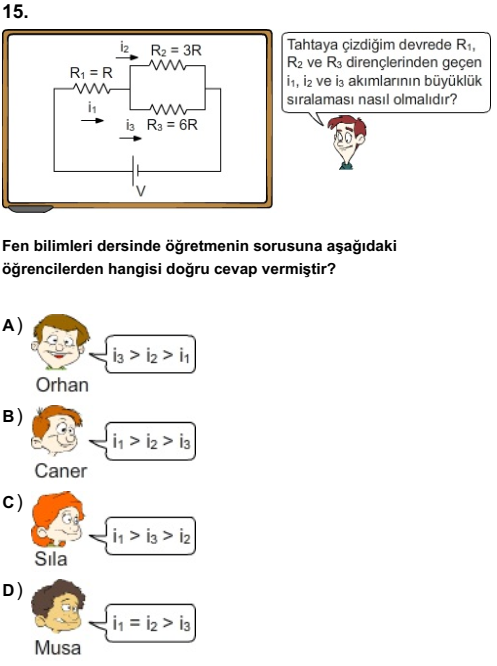 15.
i₂ R₂ = 3R
R₁ = R
i₁
i₃ R₃ = 6R
V
Tahtaya çizdiğim devrede R₁,
R₂ ve R₃ dirençlerinden geçen
i₁, i₂ ve i₃ akımlarının büyüklük
sıralaması nasıl olmalıdır?
Fen bilimleri dersinde öğretmenin sorusuna aşağıdaki
öğrencilerden hangisi doğru cevap vermiştir?
A) i₃ > i₂ > i₁
Orhan
B) i₁ > i₂ > i₃
Caner
C) i₁ > i₃ > i₂
Sıla
D) i₁ = i₂ > i₃
Musa